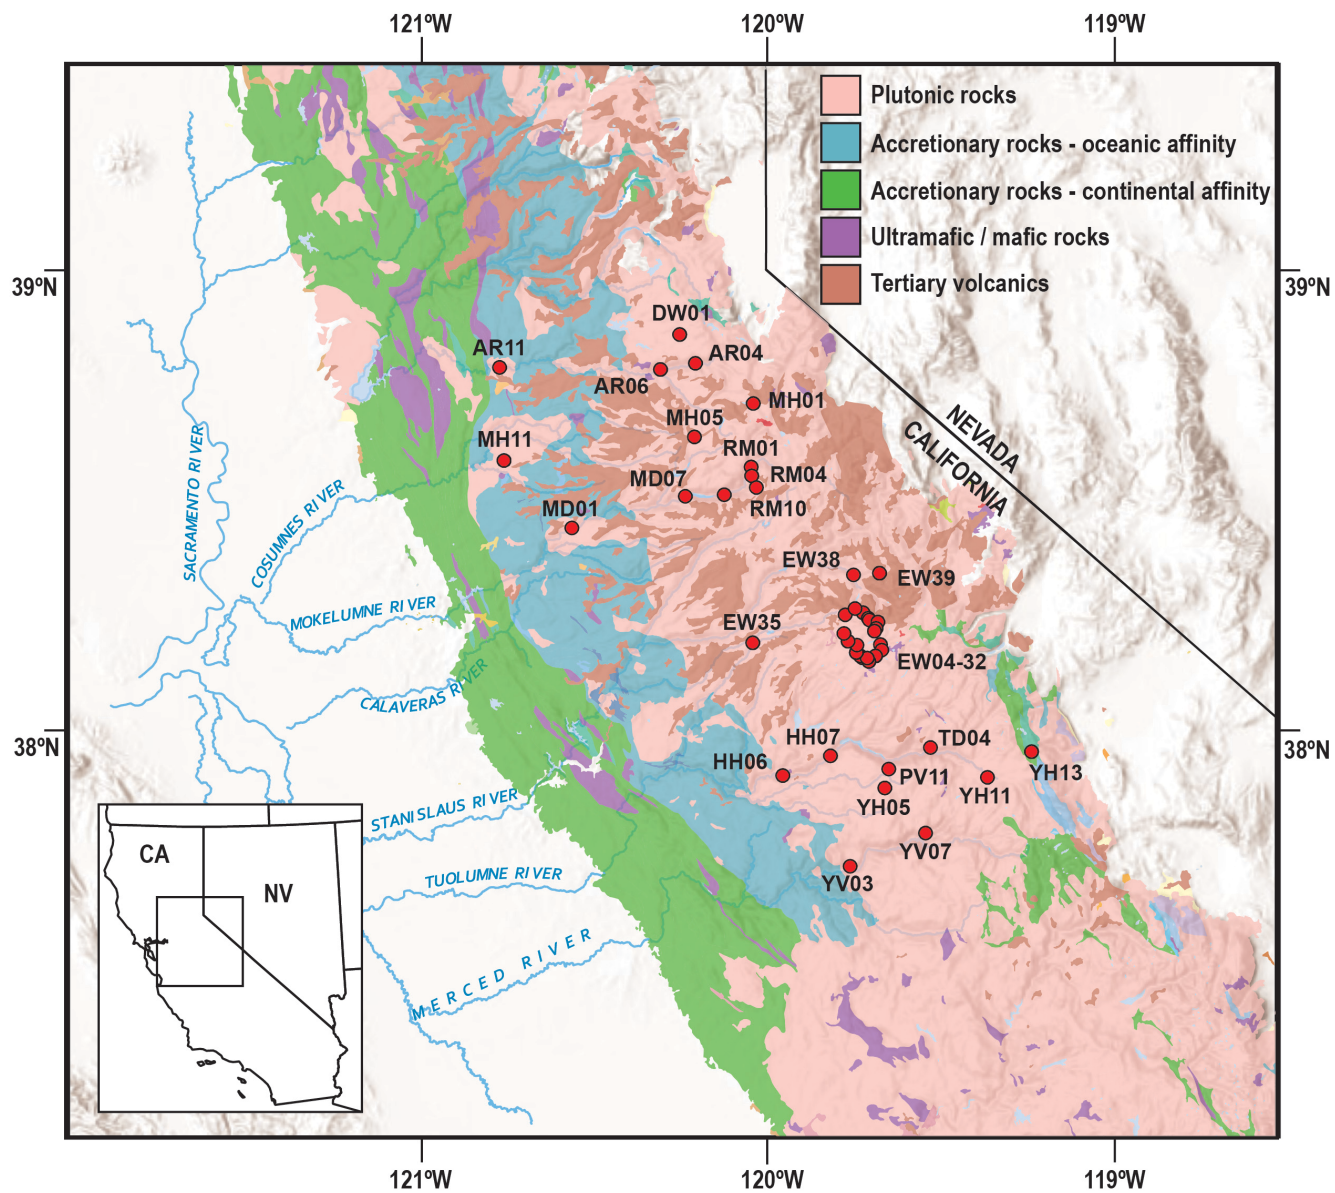 121ºW
120ºW
119ºW
Plutonic rocks
Accretionary rocks - oceanic affinity
Accretionary rocks - continental affinity
Ultramafic / mafic rocks
Tertiary volcanics
39ºN
39ºN
DW01
AR11
AR04
AR06
MH01
MH05
NEVADA
CALIFORNIA
MH11
RM01
MD07
RM04
MD01
RM10
SACRAMENTO RIVER
COSUMNES RIVER
EW38
EW39
MOKELUMNE RIVER
EW35
EW04-32
CALAVERAS RIVER
38ºN
38ºN
HH07
TD04
HH06
PV11
YH13
YH05
YH11
STANISLAUS RIVER
YV07
CA
NV
TUOLUMNE RIVER
YV03
MERCED RIVER
121ºW
120ºW
119ºW